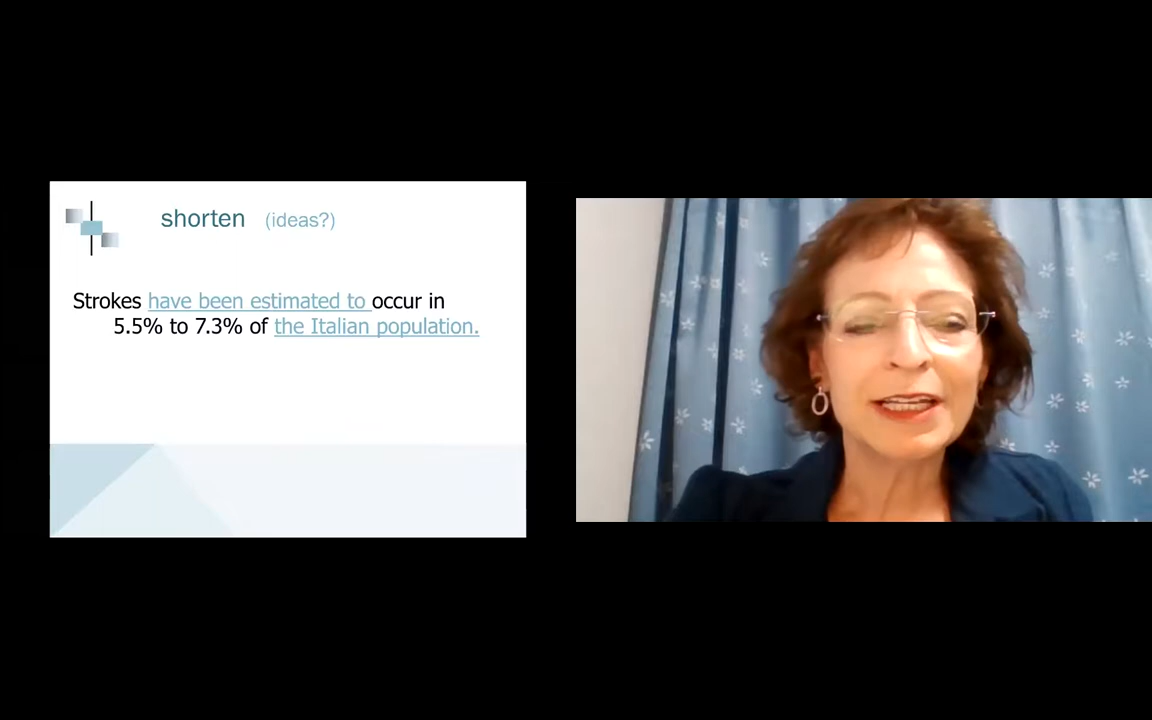 shorten (ideas?)
Strokes have been estimated to occur in
5.5% to 7.3% of the Italian population.